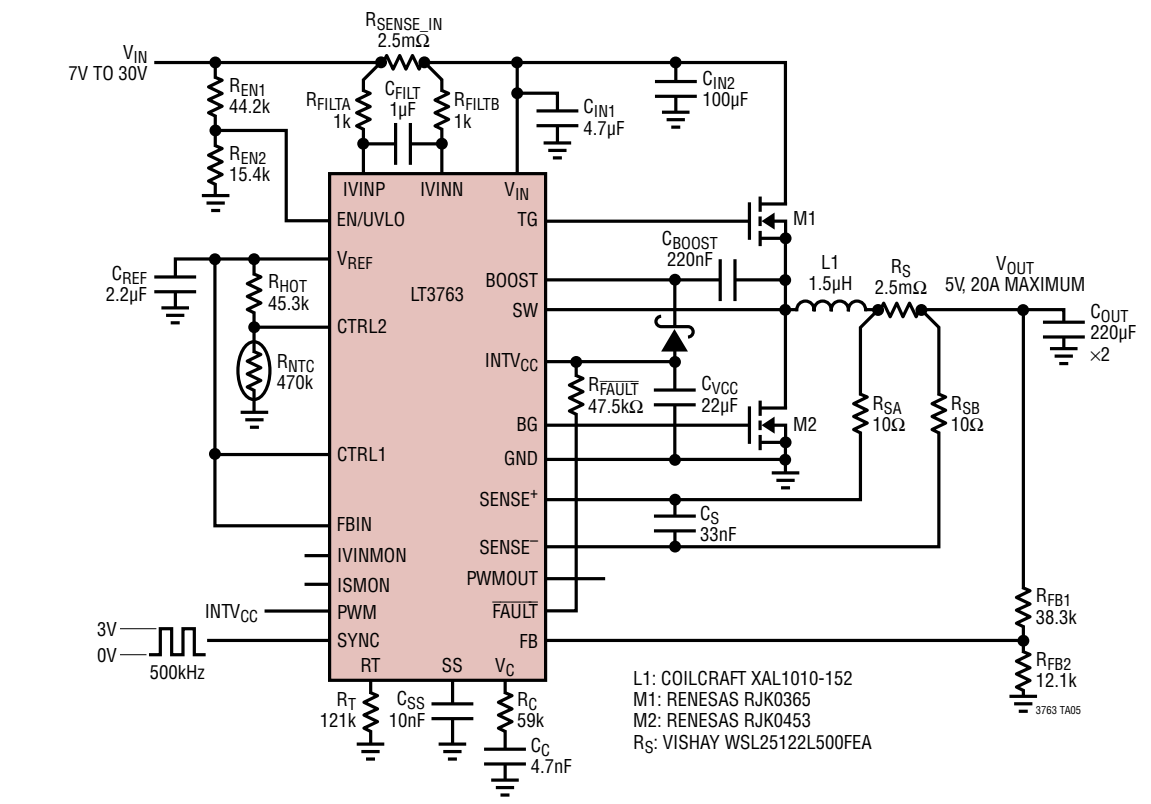 RSENSE_IN
2.5mΩ
VIN
7V TO 30V
REN1
44.2k
RFILTA
1k
CFILT
1µF
RFILTB
1k
CIN1
4.7µF
CIN2
100µF
REN2
15.4k
IVINP
IVINN
VIN
EN/UVLO
TG
M1
VREF
CREF
2.2µF
RHOT
45.3k
LT3763
BOOST
CBOOST
220nF
SW
L1
1.5µH
RS
2.5mΩ
VOUT
5V, 20A MAXIMUM
COUT
220µF
×2
CTRL2
RNTC
470k
INTVCC
RFAULT
47.5kΩ
CVCC
22µF
BG
M2
RSA
10Ω
RSB
10Ω
CTRL1
GND
SENSE+
CS
33nF
FBIN
SENSE–
IVINMON
ISMON
PWMOUT
INTVCC
PWM
FAULT
RFB1
38.3k
3V
0V
500kHz
SYNC
FB
RT
SS
VC
RFB2
12.1k
RT
121k
CSS
10nF
RC
59k
CC
4.7nF
L1: COILCRAFT XAL1010-152
M1: RENESAS RJK0365
M2: RENESAS RJK0453
RS: VISHAY WSL25122L500FEA
3763 TA05